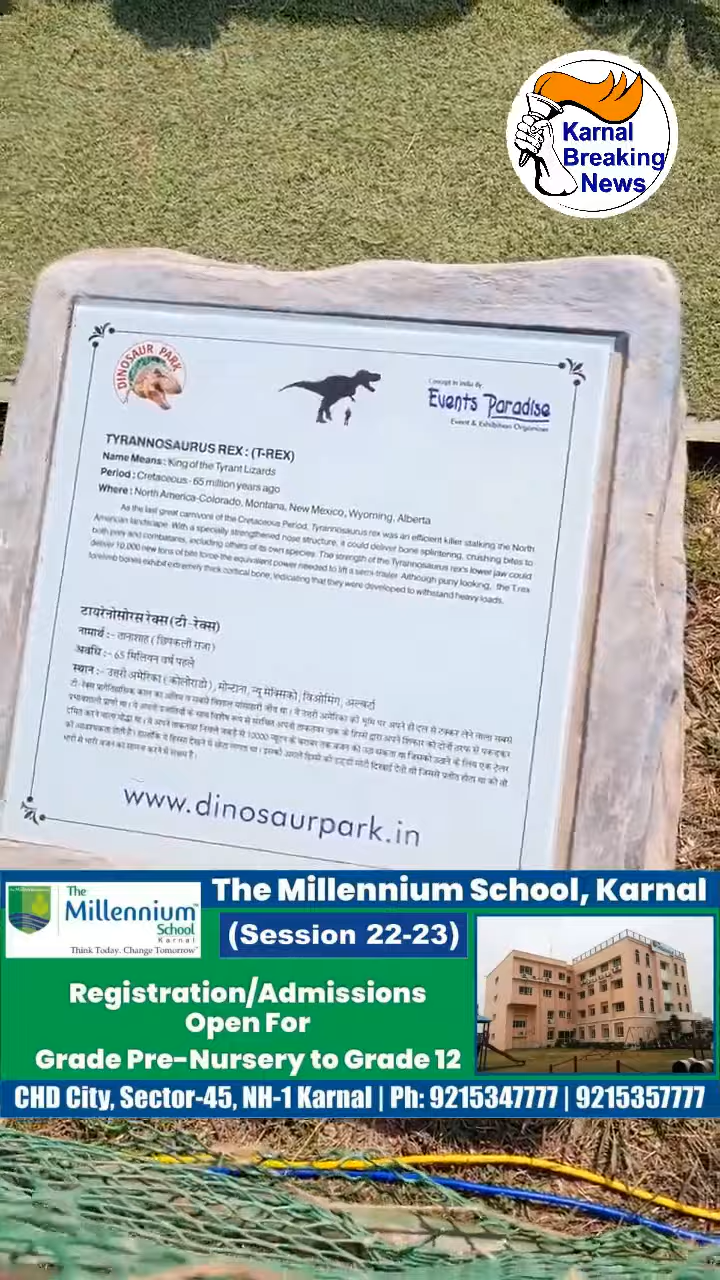 Karnal
Breaking
News
DINOSAUR PARK
Concept in India By
Events Paradise
Event & Exhibition Organizer
TYRANNOSAURUS REX : (T-REX)
Name Means : King of the Tyrant Lizards
Period : Cretaceous - 65 million years ago
Where : North America-Colorado, Montana, New Mexico, Wyoming, Alberta
As the last great carnivore of the Cretaceous Period, Tyrannosaurus rex was an efficient killer stalking the North
American landscape. With a specially strengthened nose structure, it could deliver bone splintering, crushing bites to
both prey and combatants, including others of its own species. The strength of the Tyrannosaurus rex's lower jaw could
deliver 10,000 new tons of bite force-the equivalent power needed to lift a semi-trailer. Although puny looking, the T.rex
forelimb bones exhibit extremely thick cortical bone, indicating that they were developed to withstand heavy loads.
टायरेनोसोरस रेक्स (टी-रेक्स)
नामार्थ :- तानाशाह ( छिपकली राजा )
अवधि :- 65 मिलियन वर्ष पहले
स्थान :- उत्तरी अमेरिका ( कोलोराडो ), मोन्टाना, न्यू मेक्सिको, विओमिंग, अल्बर्टा
www.dinosaurpark.in
The
Millennium
School
Karnal
Think Today. Change Tomorrow
The Millennium School, Karnal
(Session 22-23)
Registration/Admissions
Open For
Grade Pre-Nursery to Grade 12
CHD City, Sector-45, NH-1 Karnal | Ph: 9215347777 | 9215357777